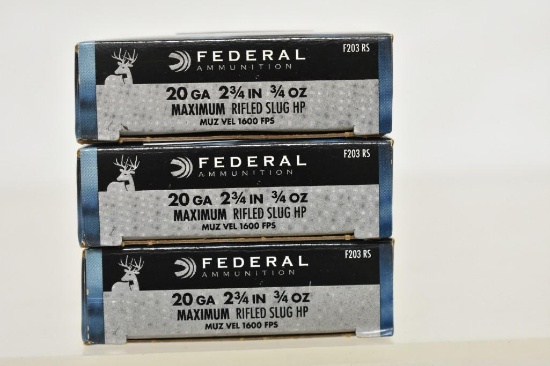 FEDERAL F203 RS
AMMUNITION
20 GA 2¾ IN ¾ OZ
MAXIMUM RIFLED SLUG HP
MUZ VEL 1600 FPS
FEDERAL F203 RS
AMMUNITION
20 GA 2¾ IN ¾ OZ
MAXIMUM RIFLED SLUG HP
MUZ VEL 1600 FPS
FEDERAL F203 RS
AMMUNITION
20 GA 2¾ IN ¾ OZ
MAXIMUM RIFLED SLUG HP
MUZ VEL 1600 FPS